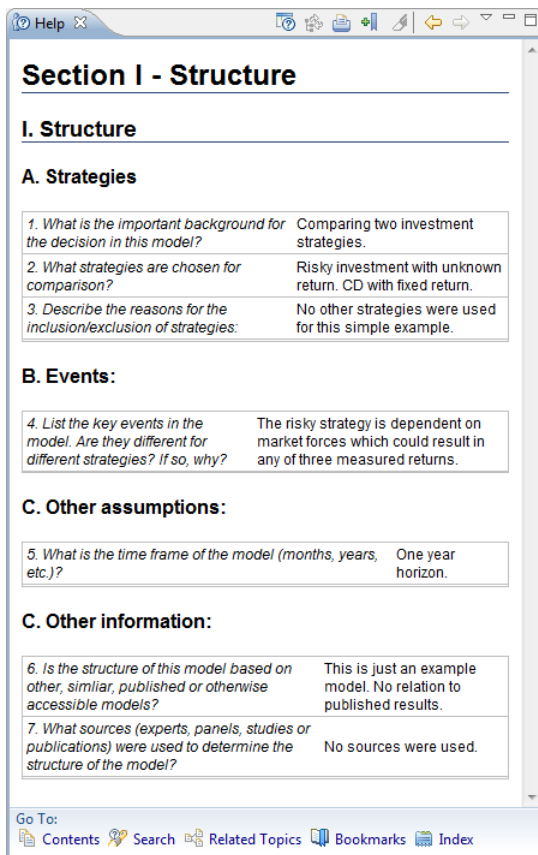 Help
Section I - Structure
I. Structure
A. Strategies
1. What is the important background for
the decision in this model?
Comparing two investment
strategies.
2. What strategies are chosen for
comparison?
Risky investment with unknown
return. CD with fixed return.
3. Describe the reasons for the
inclusion/exclusion of strategies:
No other strategies were used
for this simple example.
B. Events:
4. List the key events in the
model. Are they different for
different strategies? If so, why?
The risky strategy is dependent on
market forces which could result in
any of three measured returns.
C. Other assumptions:
5. What is the time frame of the model (months, years,
etc.)?
One year
horizon.
C. Other information:
6. Is the structure of this model based on
other, simliar, published or otherwise
accessible models?
This is just an example
model. No relation to
published results.
7. What sources (experts, panels, studies or
publications) were used to determine the
structure of the model?
No sources were used.
Go To:
Contents Search Related Topics Bookmarks Index